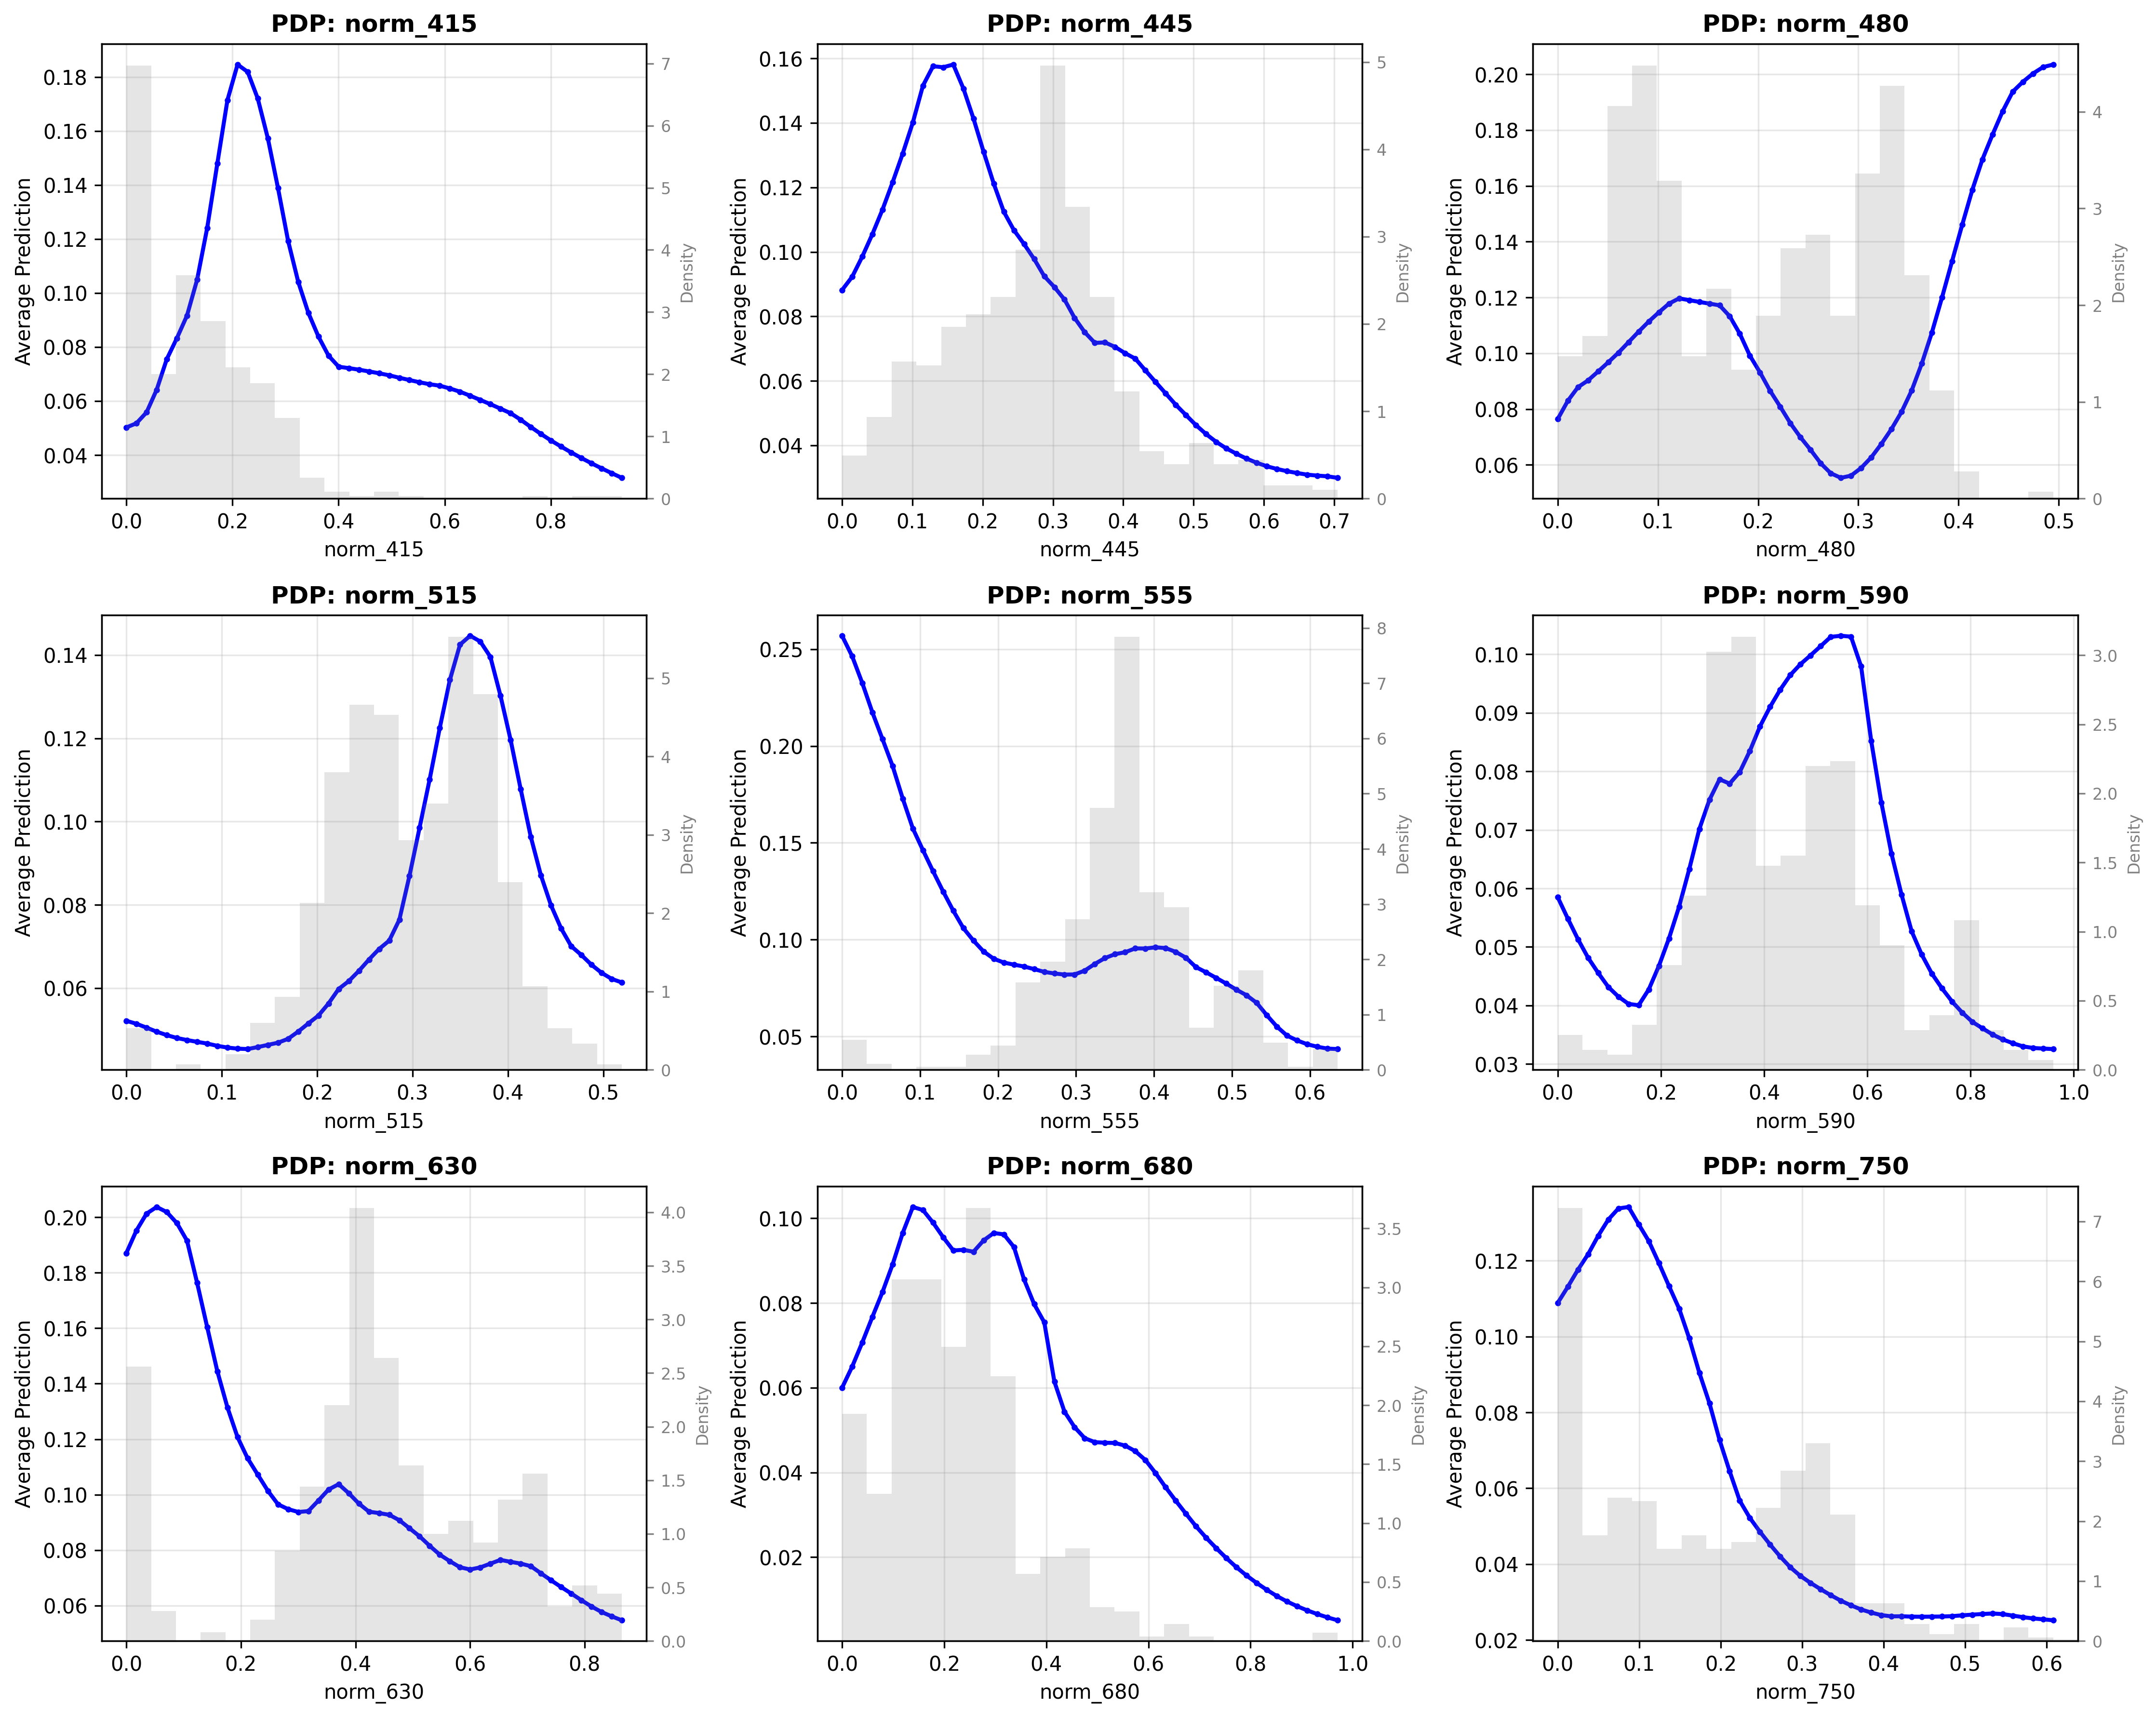 PDP: norm_415
Average Prediction
0.18
0.16
0.14
0.12
0.10
0.08
0.06
0.04
7
6
5
4
3
2
1
0
Density
0.0 0.2 0.4 0.6 0.8
norm_415
PDP: norm_445
Average Prediction
0.16
0.14
0.12
0.10
0.08
0.06
0.04
5
4
3
2
1
0
Density
0.0 0.1 0.2 0.3 0.4 0.5 0.6 0.7
norm_445
PDP: norm_480
Average Prediction
0.20
0.18
0.16
0.14
0.12
0.10
0.08
0.06
4
3
2
1
0
Density
0.0 0.1 0.2 0.3 0.4 0.5
norm_480
PDP: norm_515
Average Prediction
0.14
0.12
0.10
0.08
0.06
5
4
3
2
1
0
Density
0.0 0.1 0.2 0.3 0.4 0.5
norm_515
PDP: norm_555
Average Prediction
0.25
0.20
0.15
0.10
0.05
8
7
6
5
4
3
2
1
0
Density
0.0 0.1 0.2 0.3 0.4 0.5 0.6
norm_555
PDP: norm_590
Average Prediction
0.10
0.09
0.08
0.07
0.06
0.05
0.04
0.03
3.0
2.5
2.0
1.5
1.0
0.5
0.0
Density
0.0 0.2 0.4 0.6 0.8 1.0
norm_590
PDP: norm_630
Average Prediction
0.20
0.18
0.16
0.14
0.12
0.10
0.08
0.06
4.0
3.5
3.0
2.5
2.0
1.5
1.0
0.5
0.0
Density
0.0 0.2 0.4 0.6 0.8
norm_630
PDP: norm_680
Average Prediction
0.10
0.08
0.06
0.04
0.02
3.5
3.0
2.5
2.0
1.5
1.0
0.5
0.0
Density
0.0 0.2 0.4 0.6 0.8 1.0
norm_680
PDP: norm_750
Average Prediction
0.12
0.10
0.08
0.06
0.04
0.02
7
6
5
4
3
2
1
0
Density
0.0 0.1 0.2 0.3 0.4 0.5 0.6
norm_750